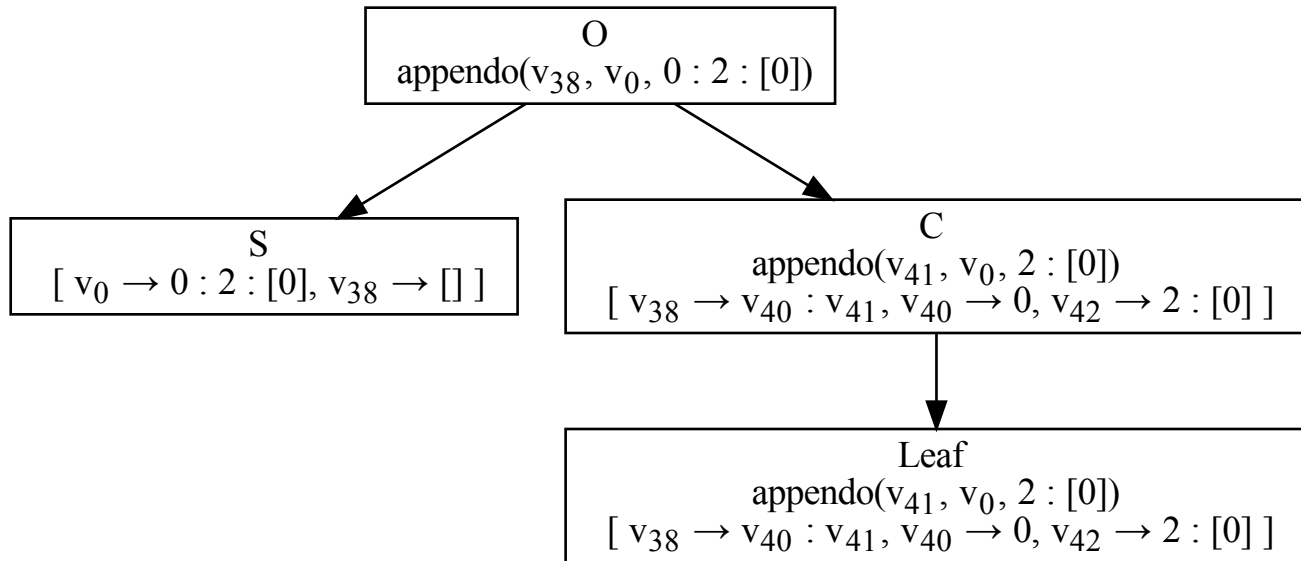 O
appendo(v₃₈, v₀, 0 : 2 : [0])
S
[ v₀ → 0 : 2 : [0], v₃₈ → [] ]
C
appendo(v₄₁, v₀, 2 : [0])
[ v₃₈ → v₄₀ : v₄₁, v₄₀ → 0, v₄₂ → 2 : [0] ]
Leaf
appendo(v₄₁, v₀, 2 : [0])
[ v₃₈ → v₄₀ : v₄₁, v₄₀ → 0, v₄₂ → 2 : [0] ]